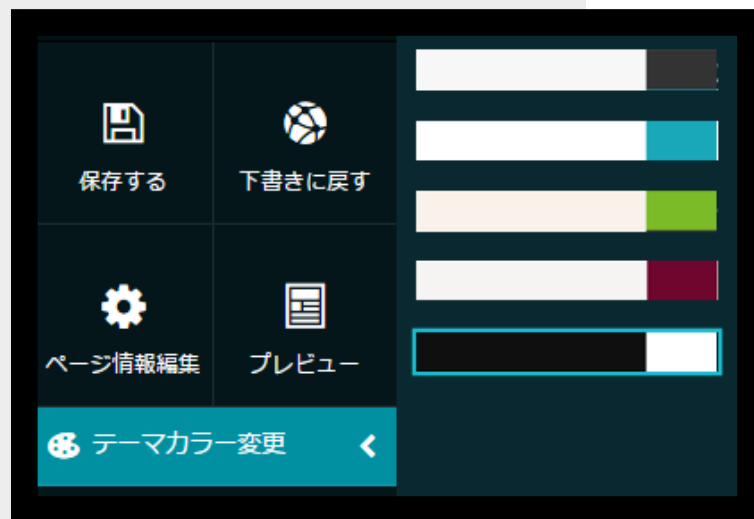 保存する
下書きに戻す
ページ情報編集
プレビュー
テーマカラー変更